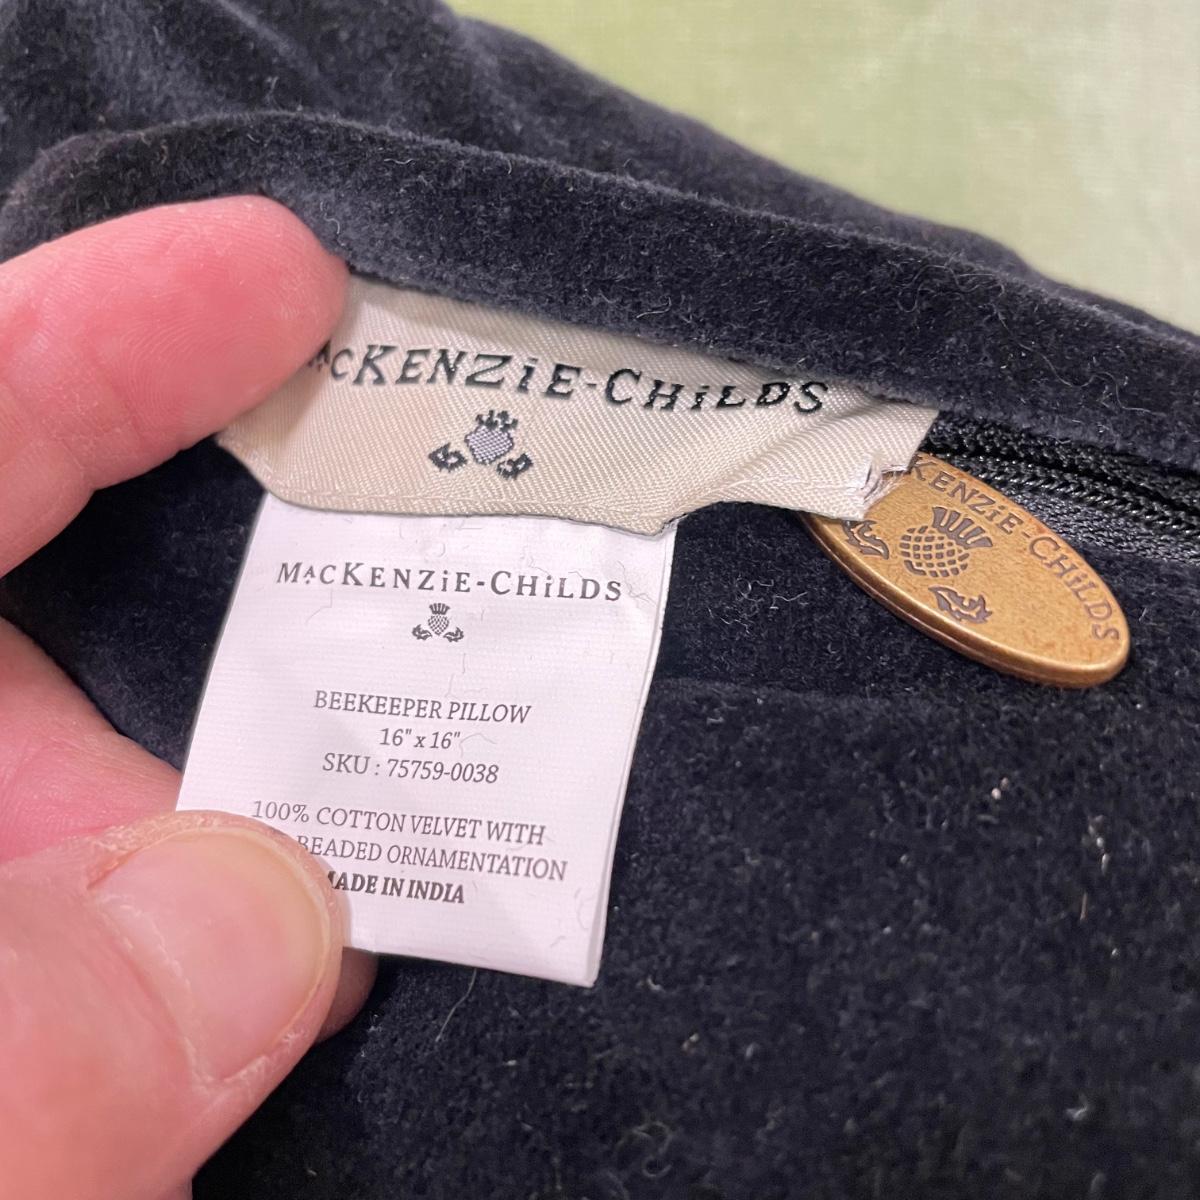 MACKENZiE-CHiLDS
KENZiE-CHiLDS
MACKENZiE-CHiLDS
BEEKEEPER PILLOW
16" x 16"
SKU : 75759-0038
100% COTTON VELVET WITH
BEADED ORNAMENTATION
MADE IN INDIA